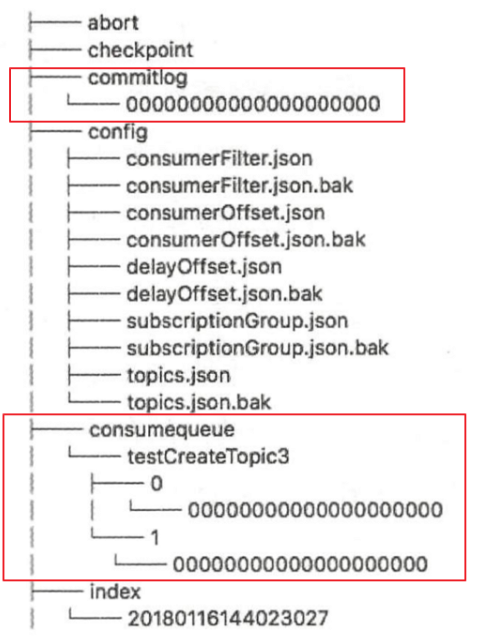 abort
checkpoint
commitlog
00000000000000000000
config
consumerFilter.json
consumerFilter.json.bak
consumerOffset.json
consumerOffset.json.bak
delayOffset.json
delayOffset.json.bak
subscriptionGroup.json
subscriptionGroup.json.bak
topics.json
topics.json.bak
consumequeue
testCreateTopic3
0
00000000000000000000
1
00000000000000000000
index
20180116144023027